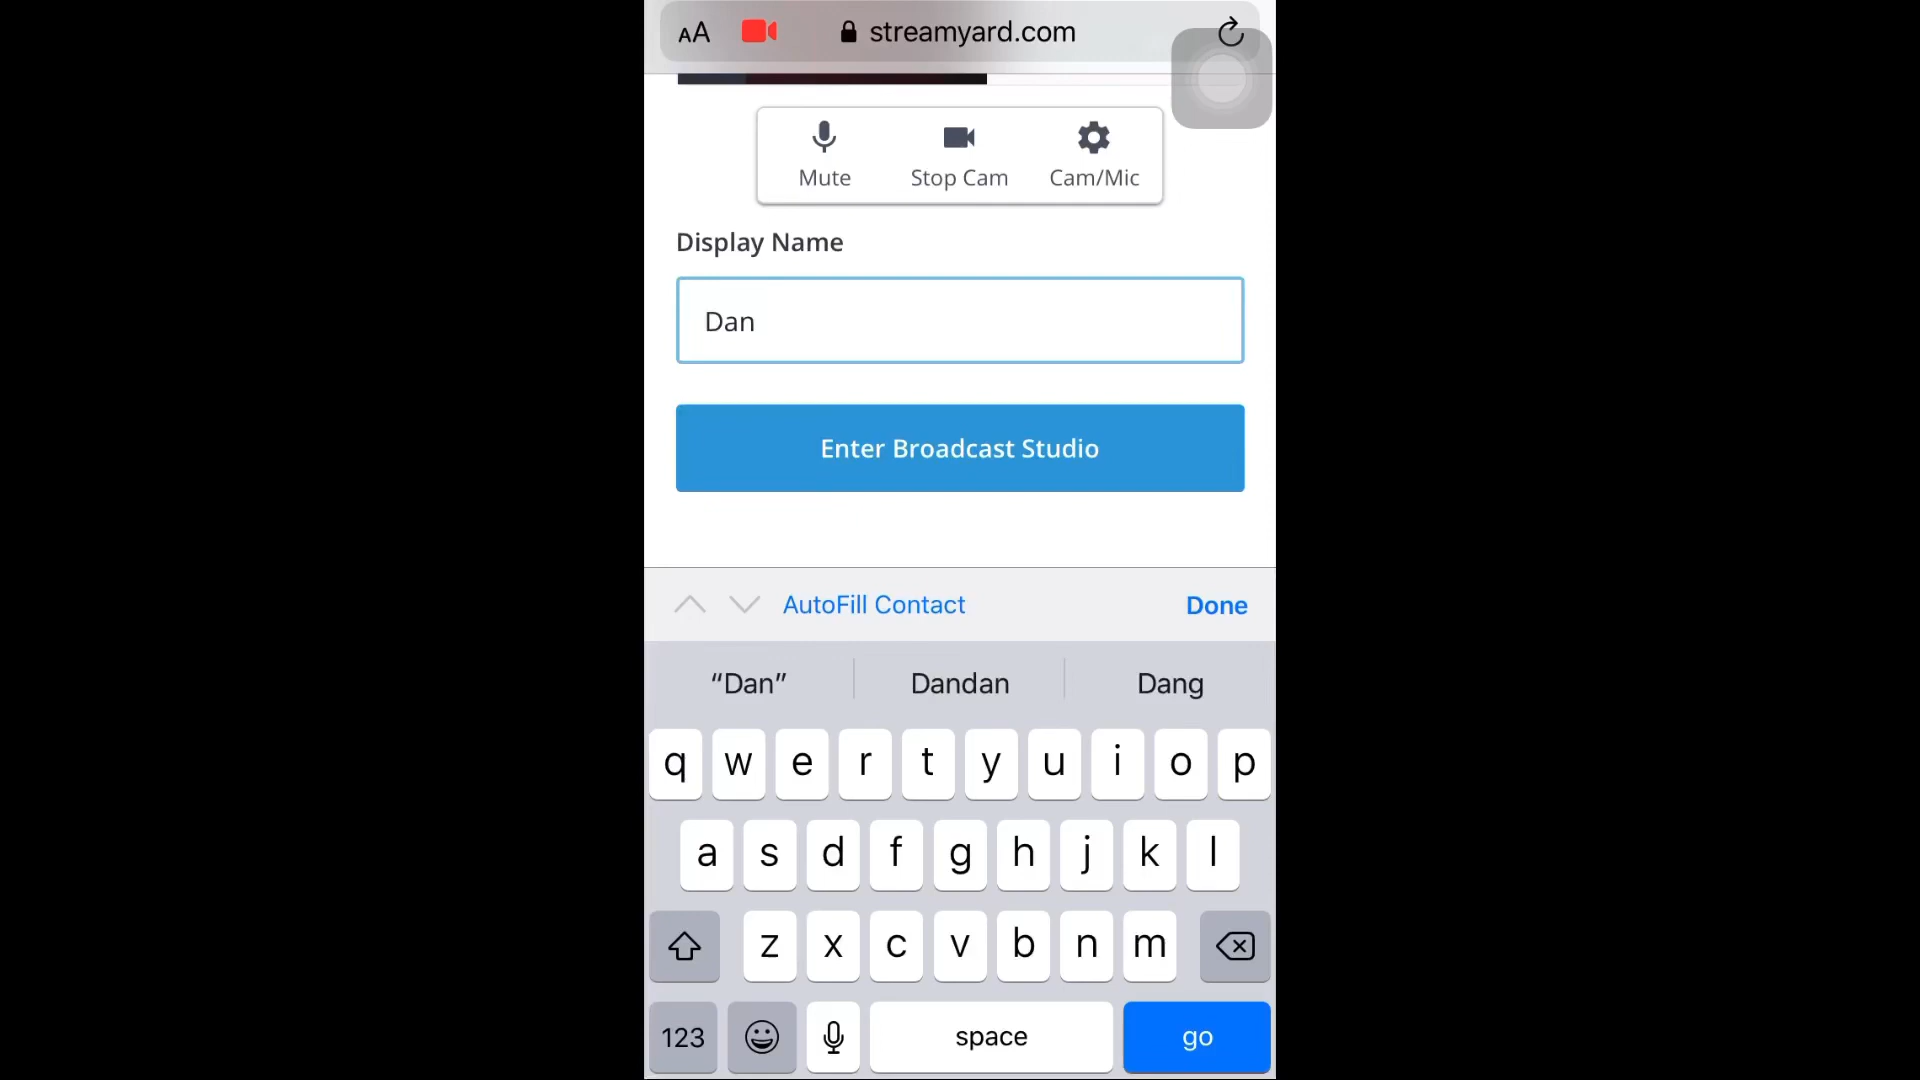 AA streamyard.com
Mute Stop Cam Cam/Mic
Display Name
Dan
Enter Broadcast Studio
AutoFill Contact Done
“Dan” Dandan Dang
q w e r t y u i o p
a s d f g h j k l
z x c v b n m
123 space go